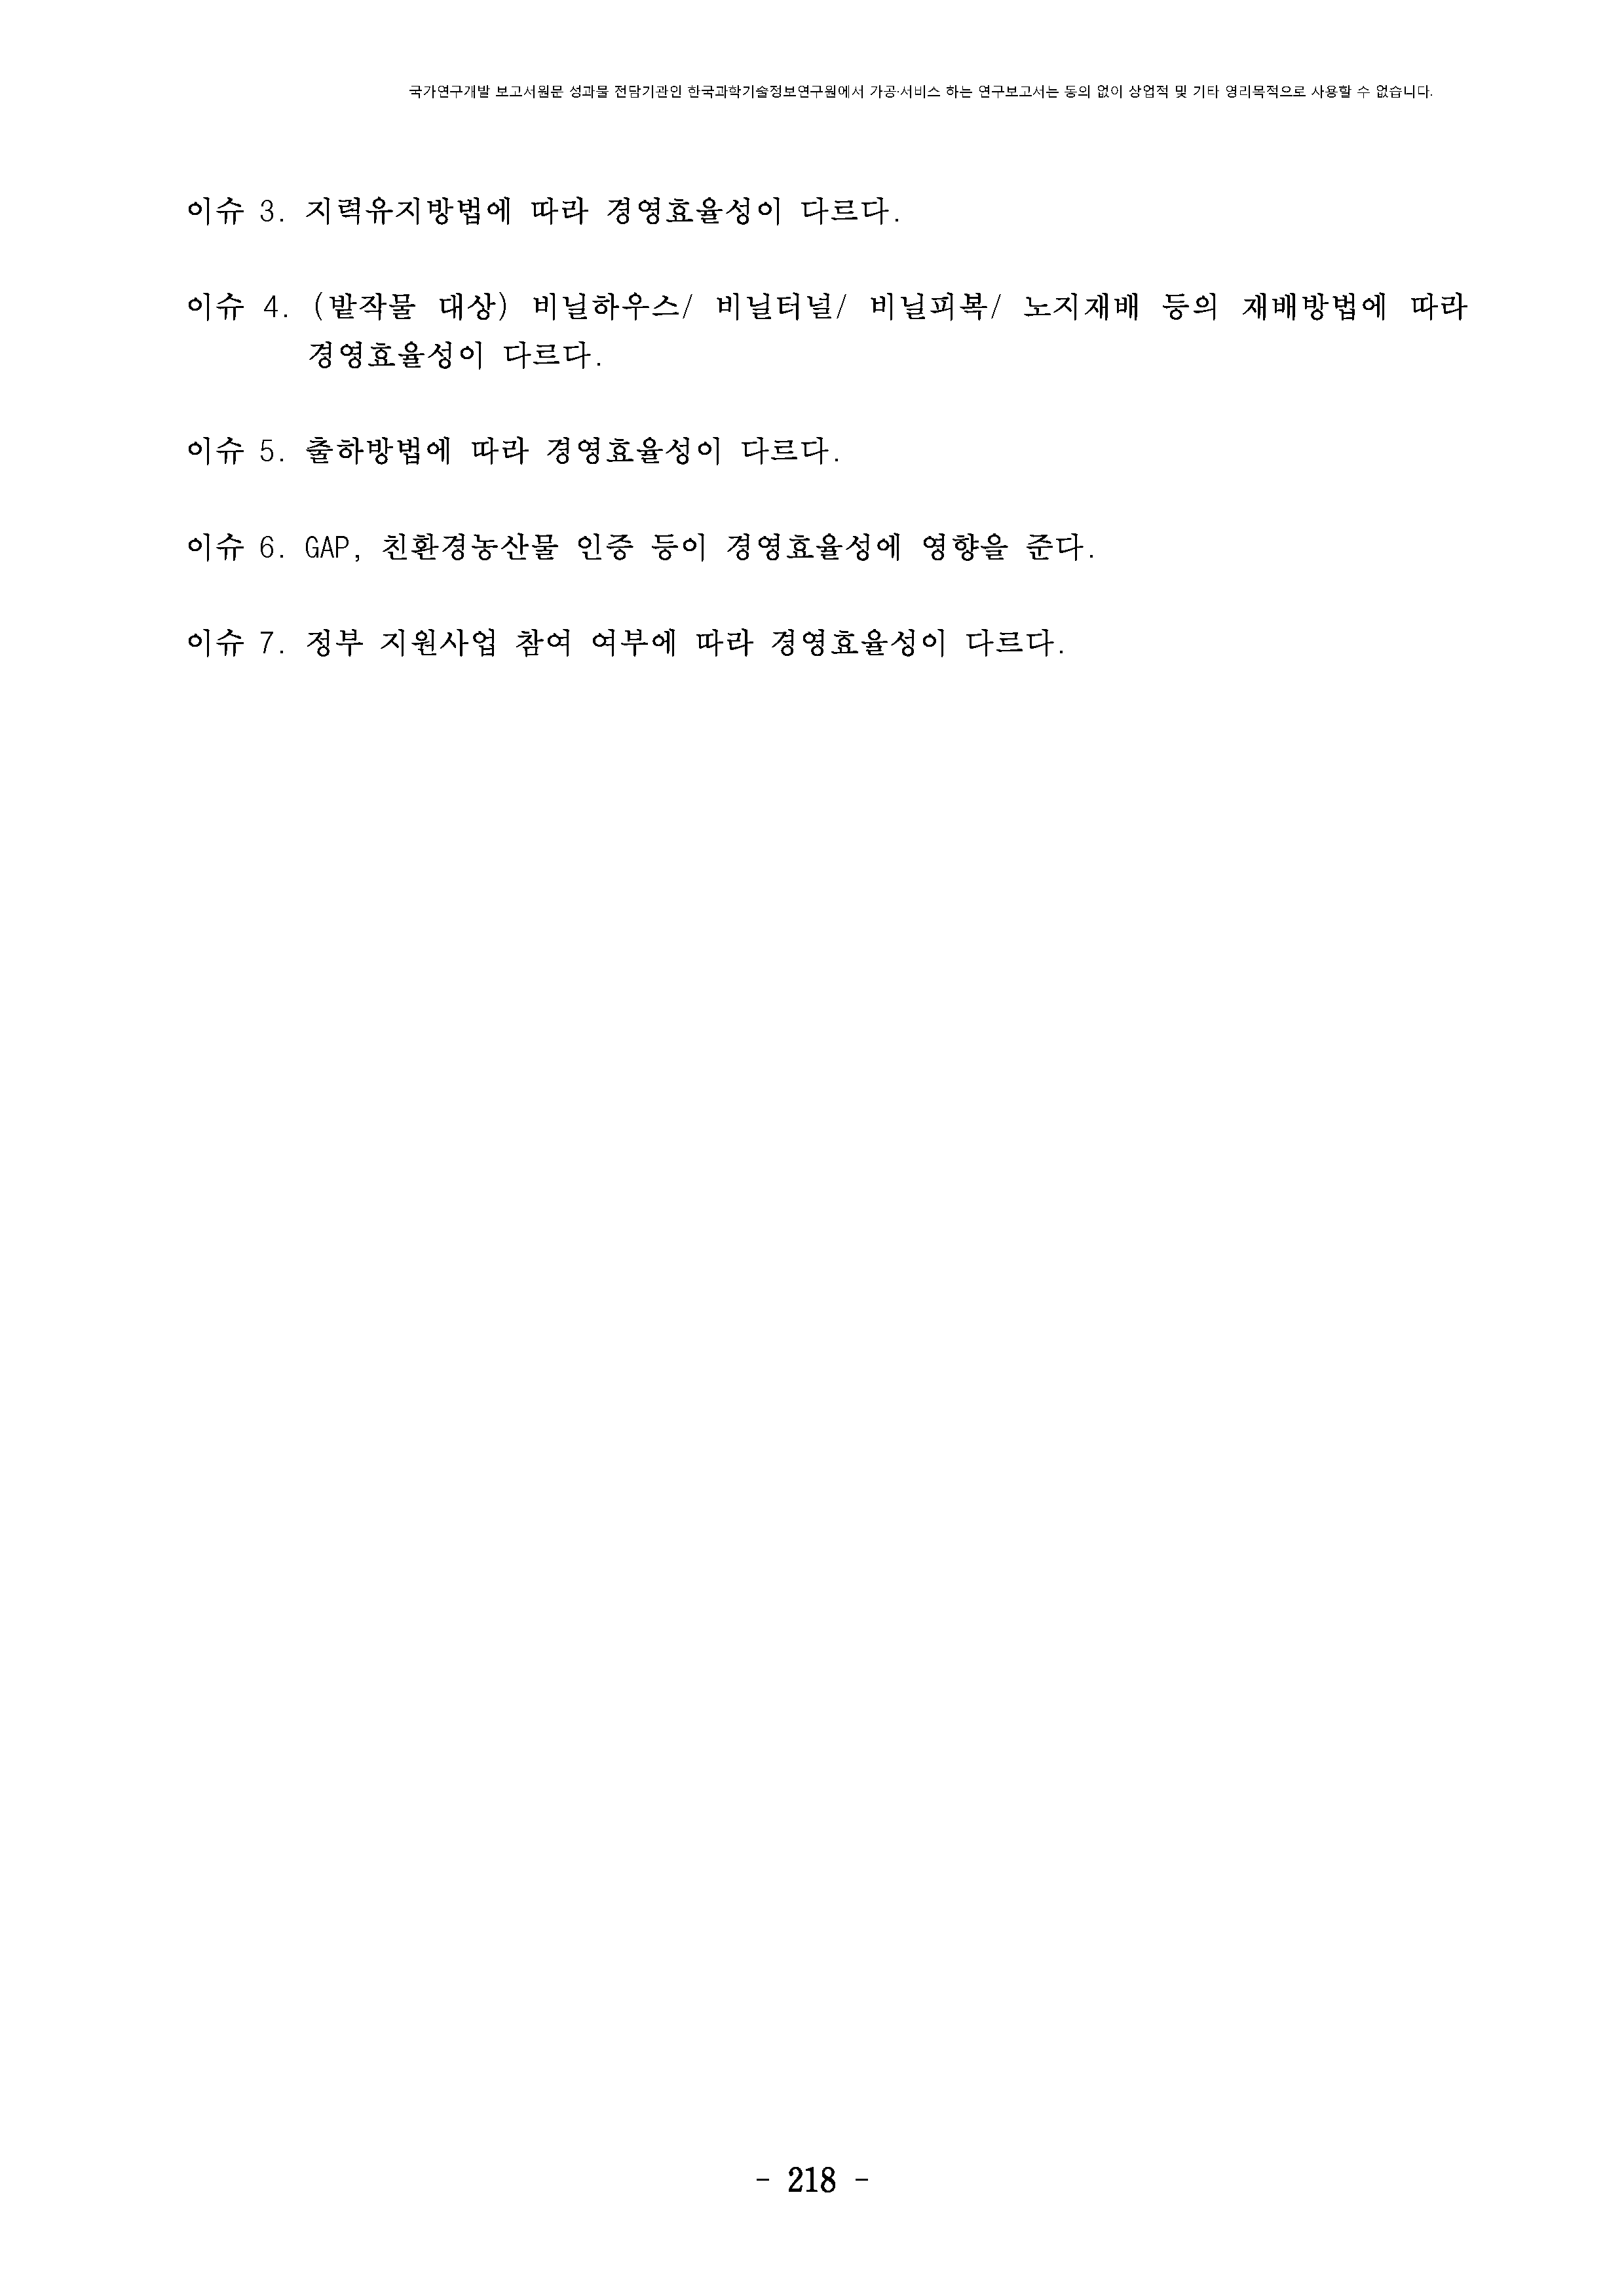 국가연구개발 보고서원문 성과물 전담기관인 한국과학기술정보연구원에서 가공·서비스 하는 연구보고서는 동의 없이 상업적 및 기타 영리목적으로 사용할 수 없습니다.
이슈 3. 지력유지방법에 따라 경영효율성이 다르다.
이슈 4. (밭작물 대상) 비닐하우스/ 비닐터널/ 비닐피복/ 노지재배 등의 재배방법에 따라
경영효율성이 다르다.
이슈 5. 출하방법에 따라 경영효율성이 다르다.
이슈 6. GAP, 친환경농산물 인증 등이 경영효율성에 영향을 준다.
이슈 7. 정부 지원사업 참여 여부에 따라 경영효율성이 다르다.
- 218 -